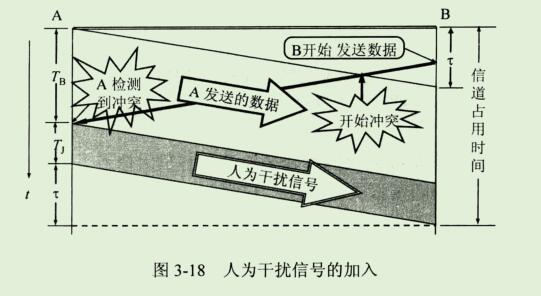 A
B
B开始 发送数据
τ
T_B
A 检测
到冲突
A 发送的数据
开始冲突
信道占用时间
T_J
人为干扰信号
t
τ
图 3-18 人为干扰信号的加入